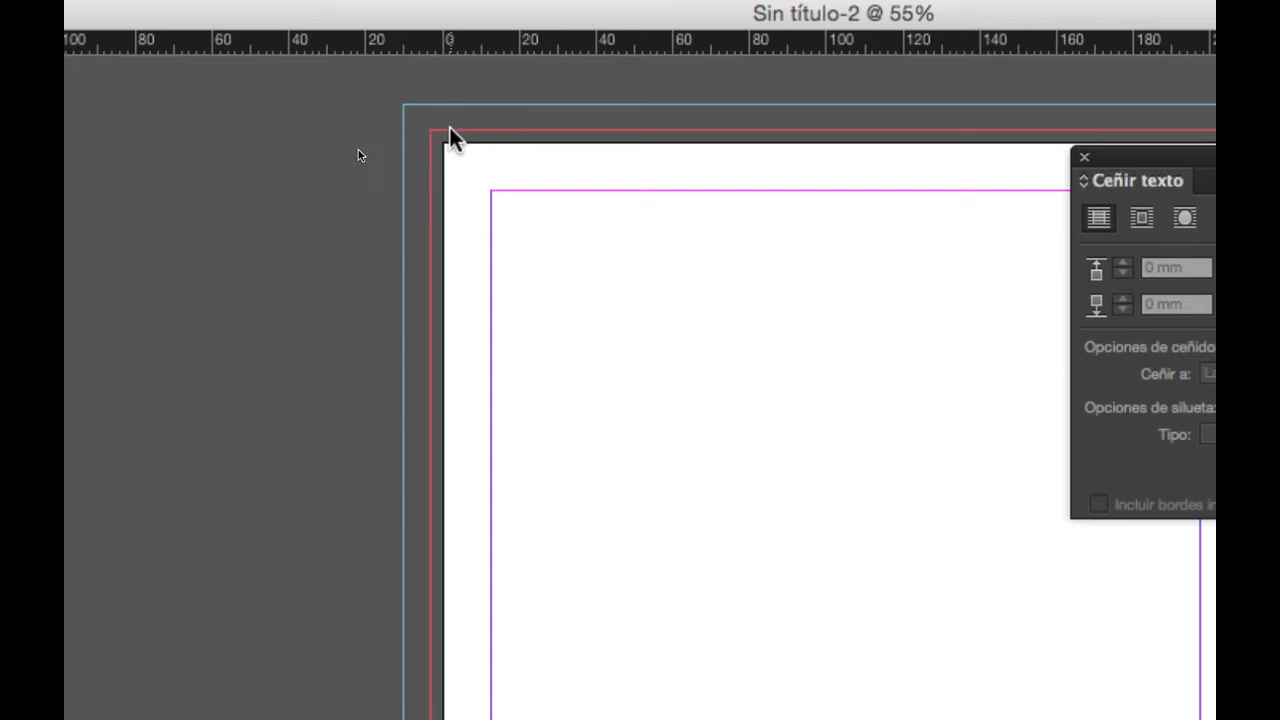 Sin título-2 @ 55%
100 80 60 40 20 0 20 40 60 80 100 120 140 160 180
Ceñir texto
0 mm
0 mm
Opciones de ceñido
Ceñir a:
Opciones de silueta:
Tipo:
Incluir bordes